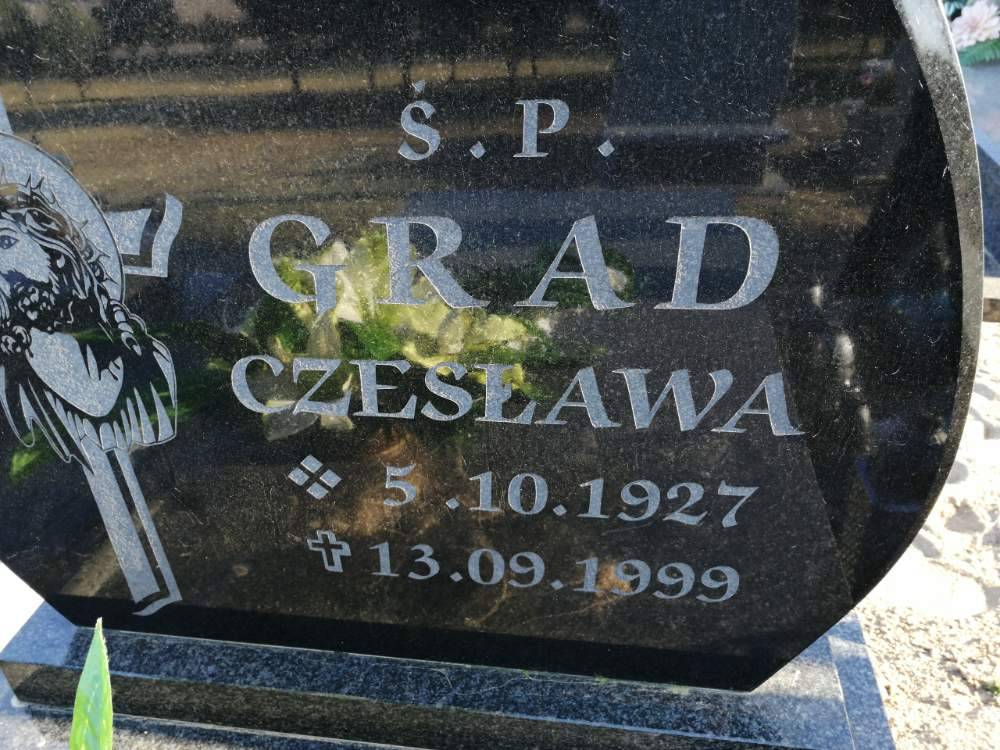 Ś.P.
GRAD
CZESŁAWA
5.10.1927
13.09.1999